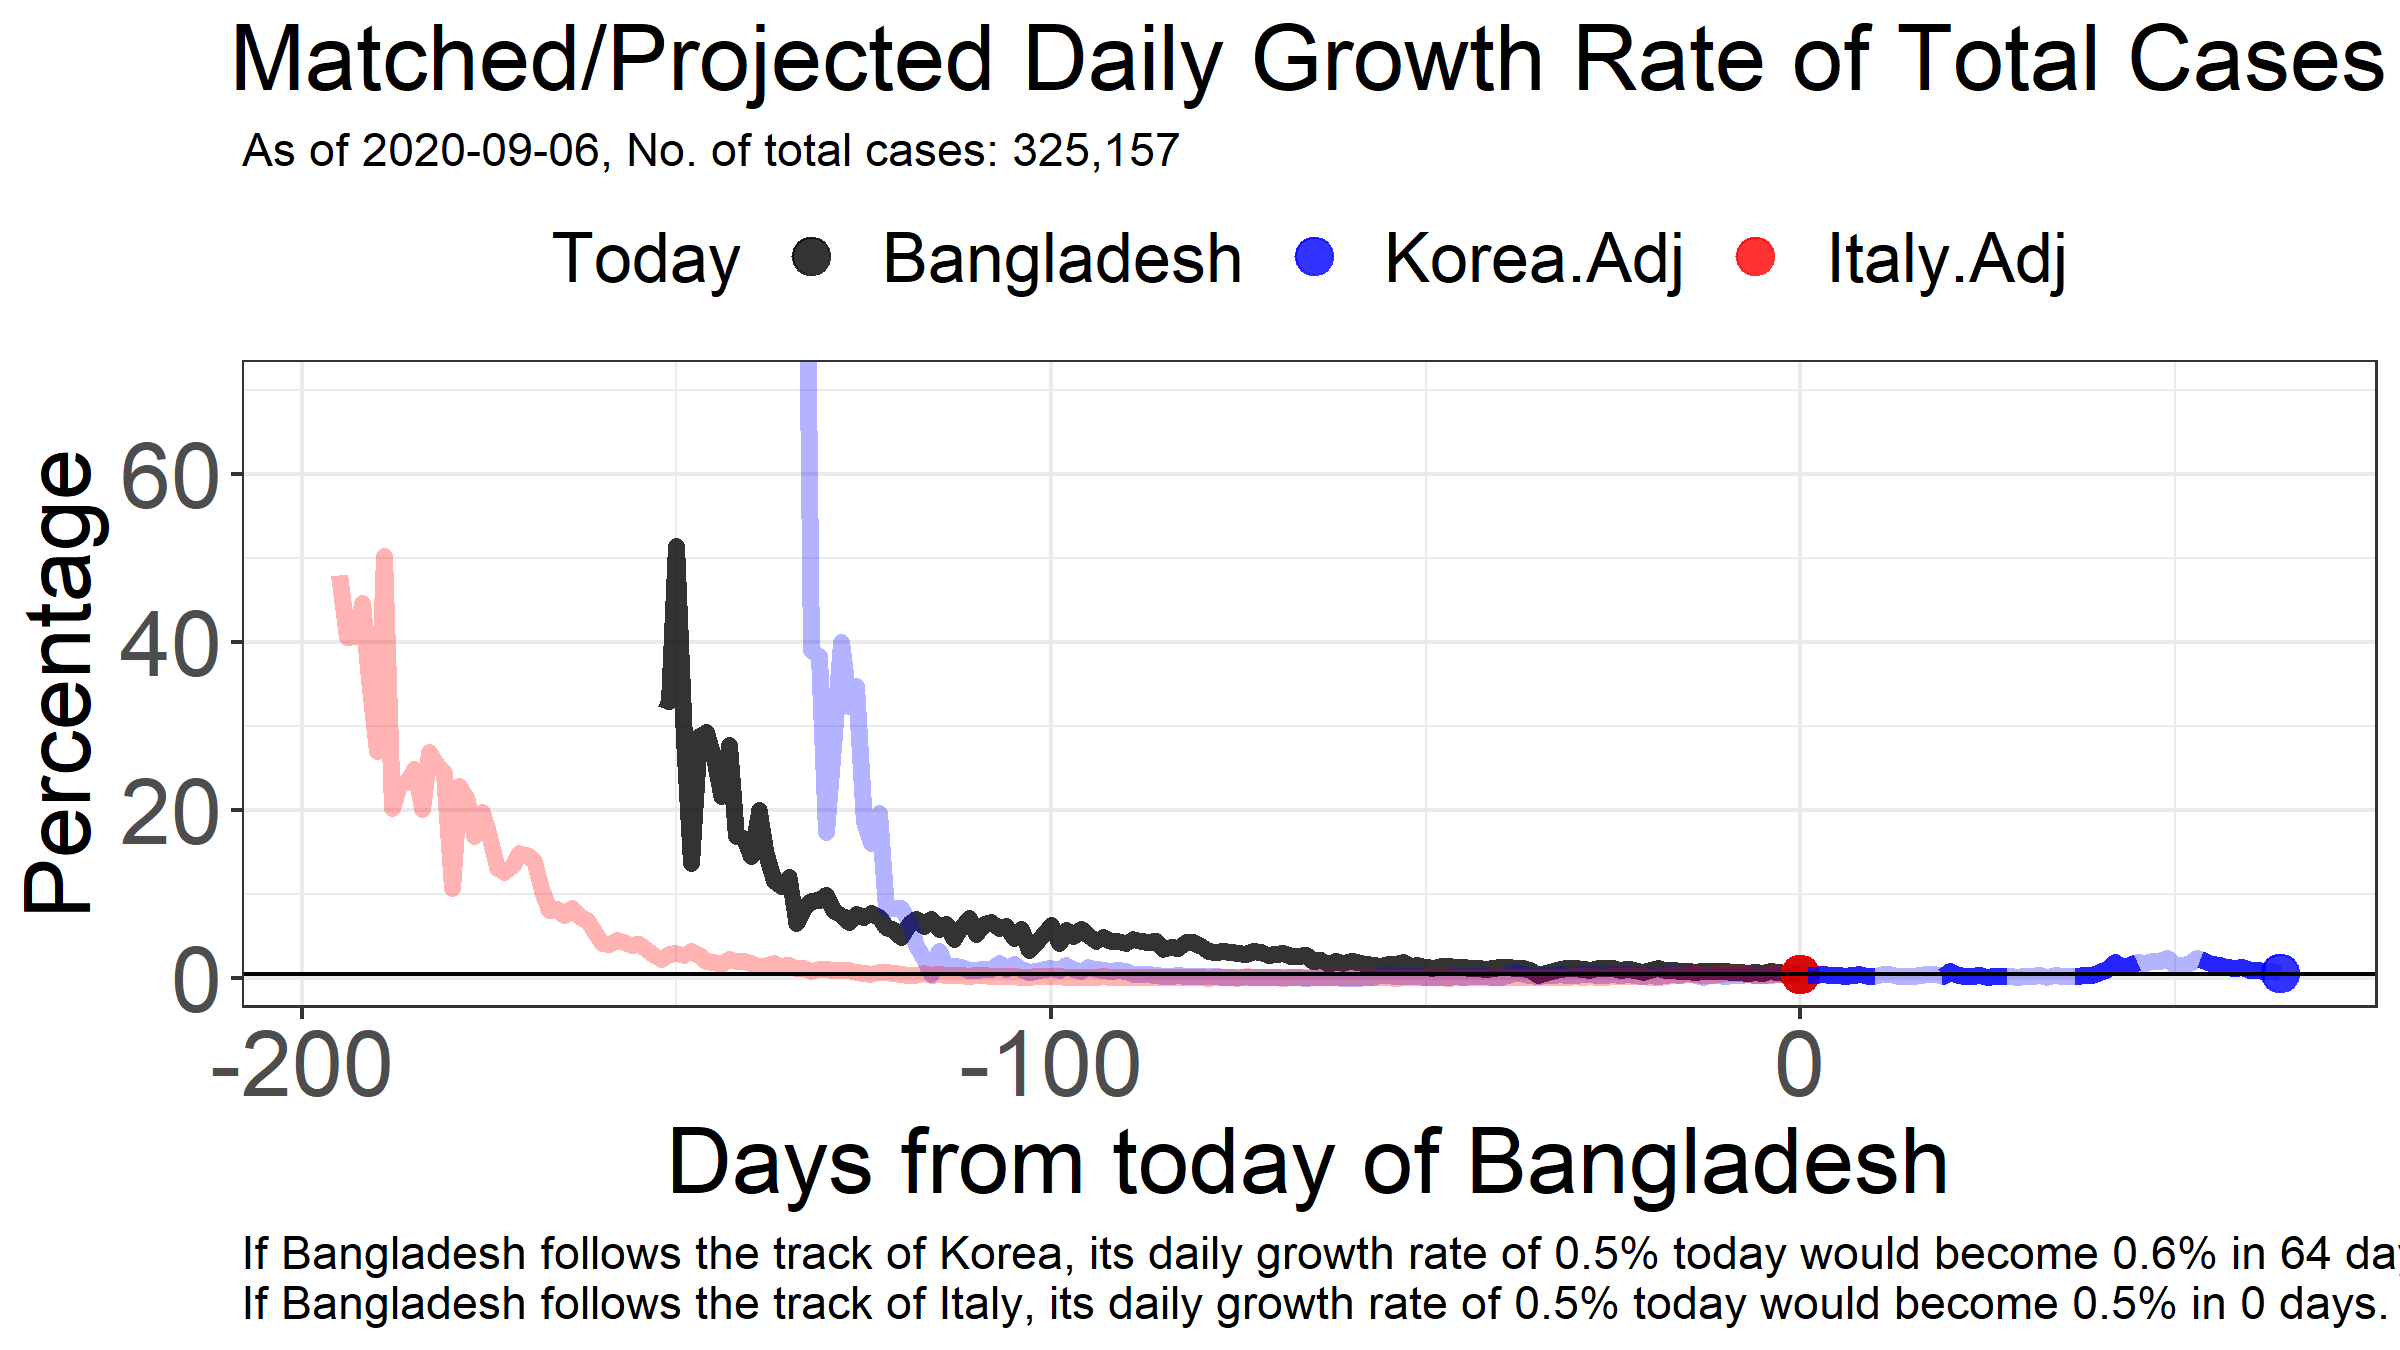 Matched/Projected Daily Growth Rate of Total Cases
As of 2020-09-06, No. of total cases: 325,157
Today Bangladesh Korea.Adj Italy.Adj
Percentage
60
40
20
0
-200 -100 0
Days from today of Bangladesh
If Bangladesh follows the track of Korea, its daily growth rate of 0.5% today would become 0.6% in 64
If Bangladesh follows the track of Italy, its daily growth rate of 0.5% today would become 0.5% in 0 days.